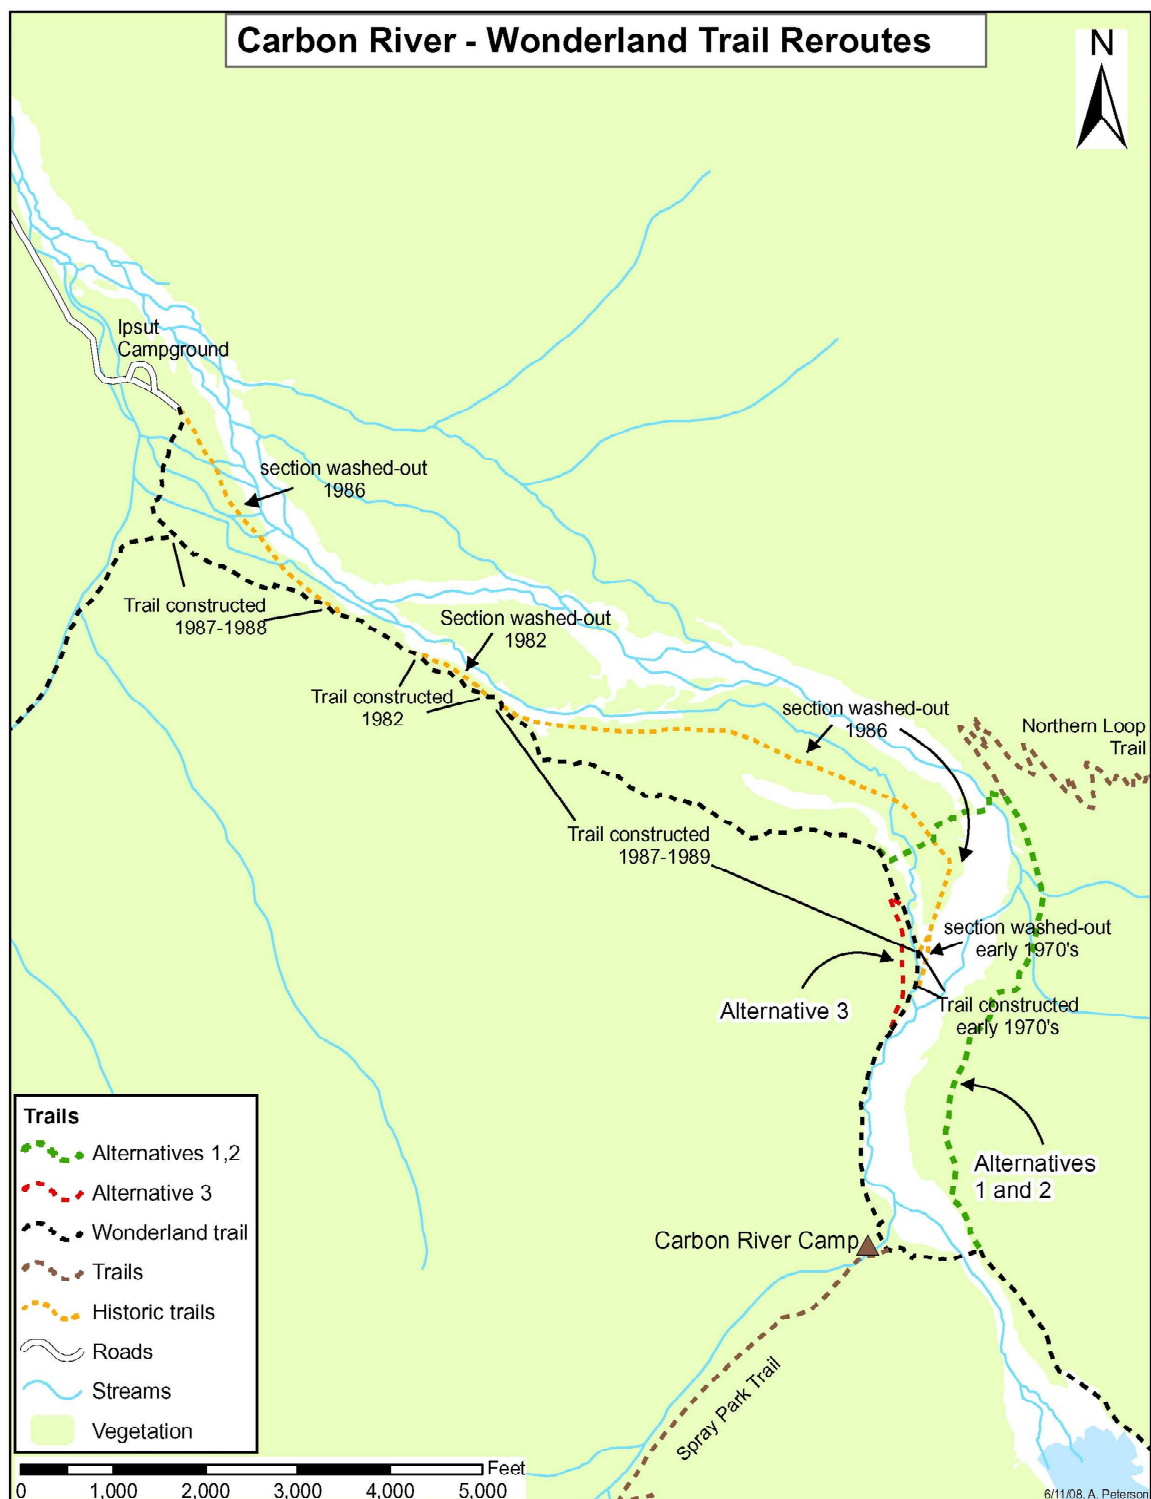 Carbon River - Wonderland Trail Reroutes
N
Ipsut
Campground
section washed-out
1986
Trail constructed
1987-1988
Section washed-out
1982
Trail constructed
1982
section washed-out
1986
Northern Loop
Trail
Trail constructed
1987-1989
section washed-out
early 1970's
Alternative 3
Trail constructed
early 1970's
Alternatives
1 and 2
Carbon River Camp
Spray Park Trail
Trails
Alternatives 1,2
Alternative 3
Wonderland trail
Trails
Historic trails
Roads
Streams
Vegetation
Feet
0 1,000 2,000 3,000 4,000 5,000
6/11/08, A. Peterson